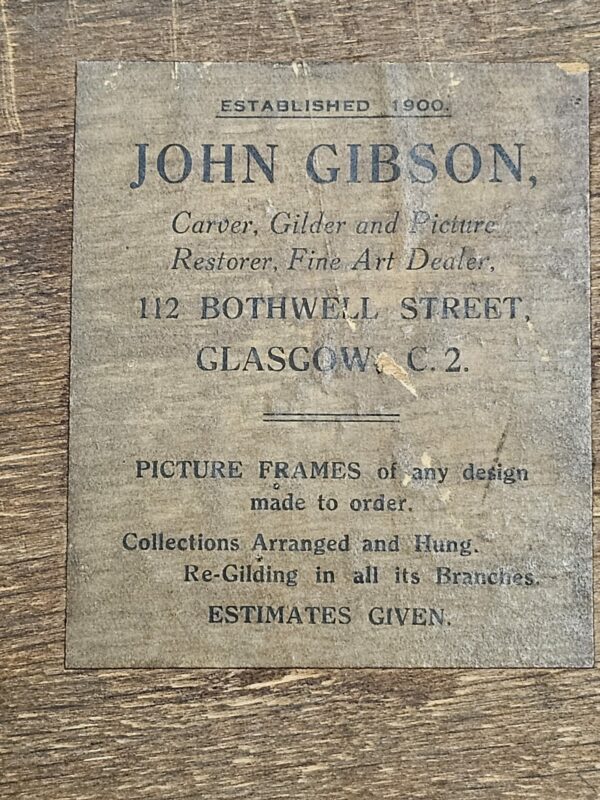 ESTABLISHED 1900.
JOHN GIBSON,
Carver, Gilder and Picture
Restorer, Fine Art Dealer,
112 BOTHWELL STREET,
GLASGOW, C. 2.
PICTURE FRAMES of any design
made to order.
Collections Arranged and Hung.
Re-Gilding in all its Branches.
ESTIMATES GIVEN.